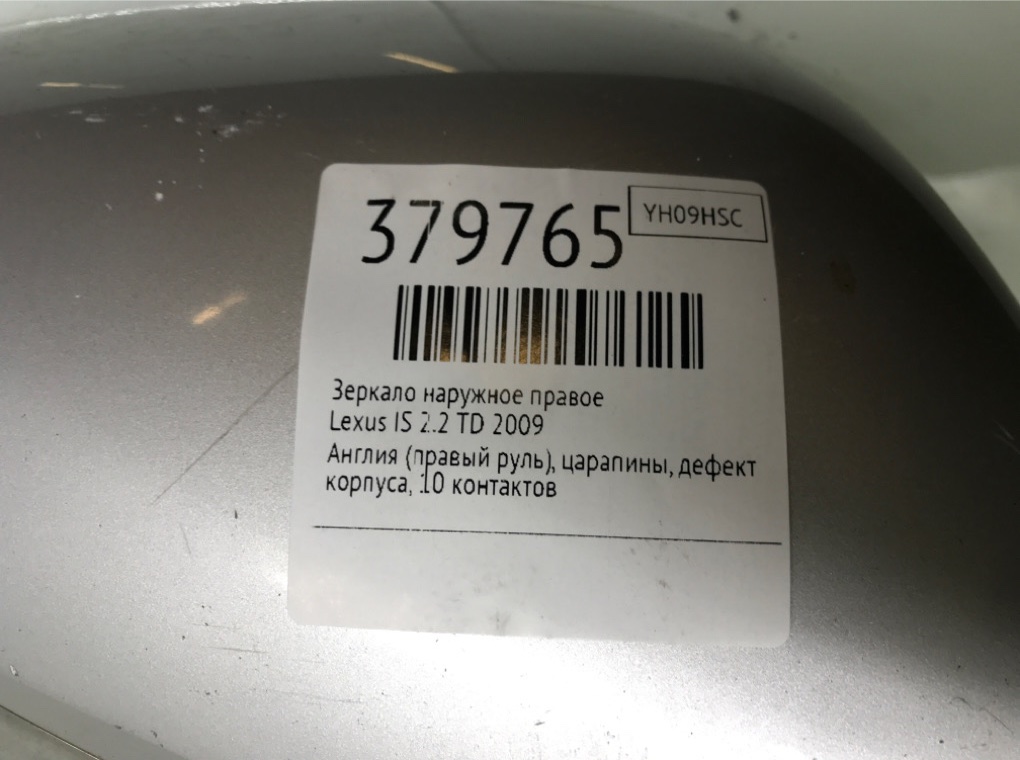 379765
YH09HSC
Зеркало наружное правое
Lexus IS 2.2 TD 2009
Англия (правый руль), царапины, дефект
корпуса, 10 контактов